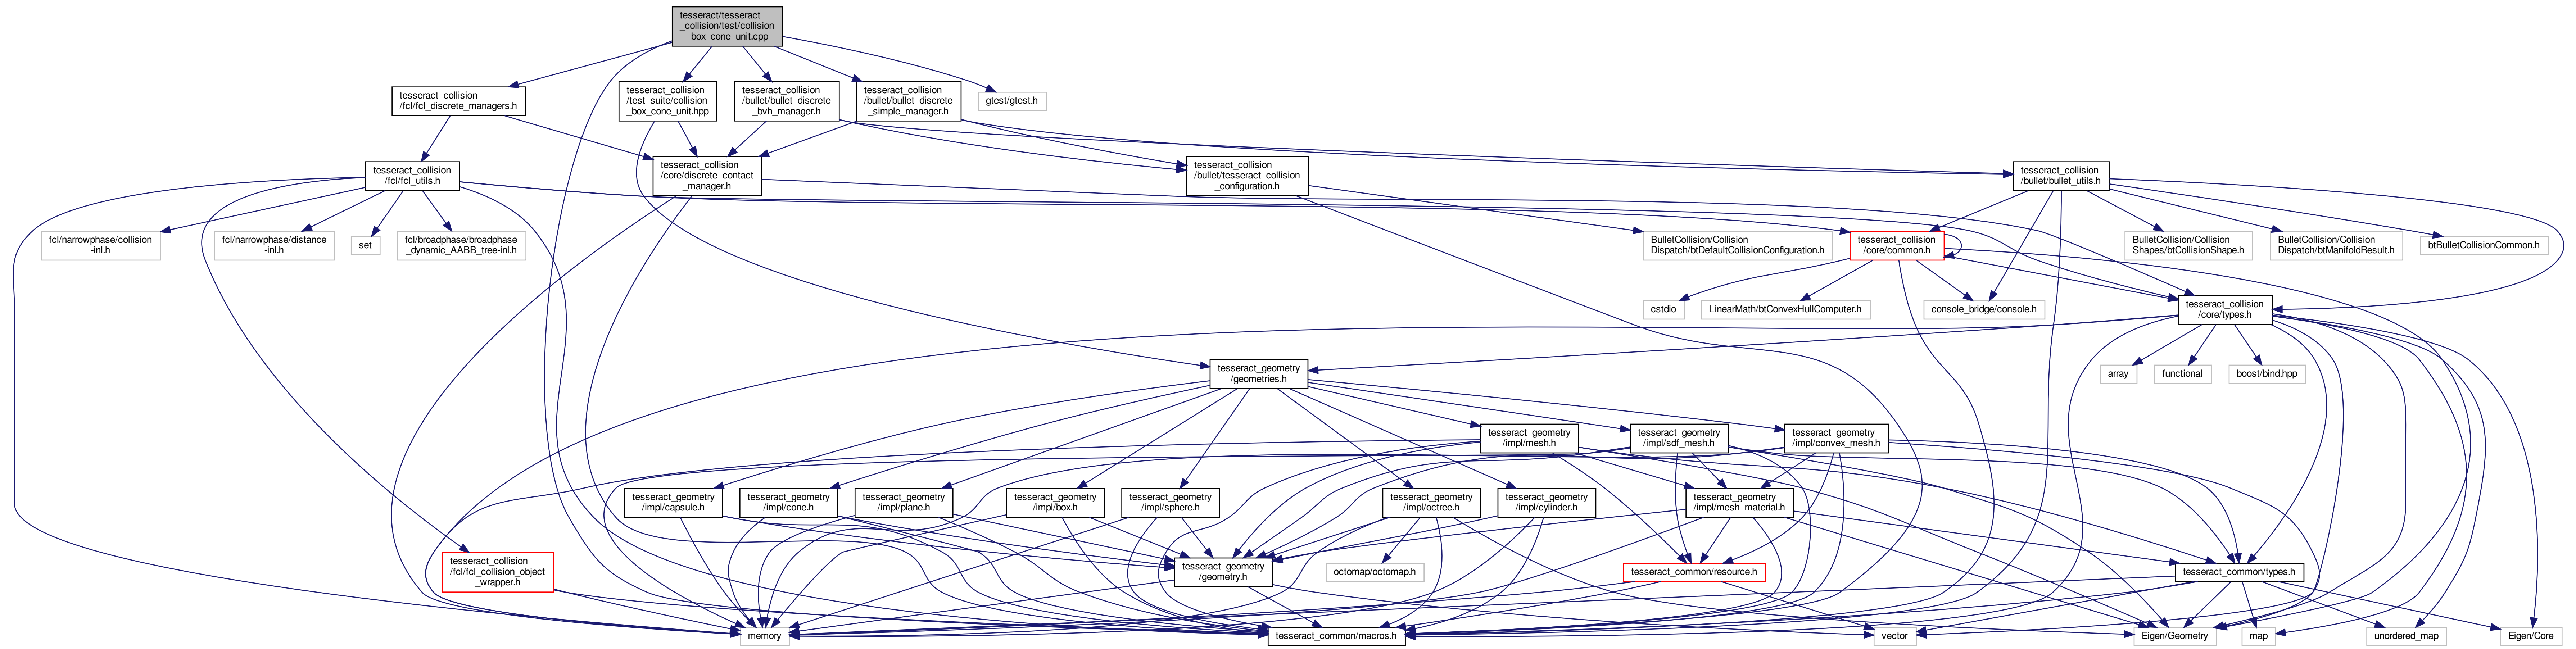 tesseract/tesseract
_collision/test/collision
_box_cone_unit.cpp
tesseract_collision
/fcl/fcl_discrete_managers.h
tesseract_collision
/test_suite/collision
_box_cone_unit.hpp
tesseract_collision
/bullet/bullet_discrete
_bvh_manager.h
tesseract_collision
/bullet/bullet_discrete
_simple_manager.h
gtest/gtest.h
tesseract_collision
/fcl/fcl_utils.h
tesseract_collision
/core/discrete_contact
_manager.h
tesseract_collision
/bullet/tesseract_collision
_configuration.h
tesseract_collision
/bullet/bullet_utils.h
fcl/narrowphase/collision
-inl.h
fcl/narrowphase/distance
-inl.h
set
fcl/broadphase/broadphase
_dynamic_AABB_tree-inl.h
BulletCollision/Collision
Dispatch/btDefaultCollisionConfiguration.h
tesseract_collision
/core/common.h
BulletCollision/Collision
Shapes/btCollisionShape.h
BulletCollision/Collision
Dispatch/btManifoldResult.h
btBulletCollisionCommon.h
cstdio
LinearMath/btConvexHullComputer.h
console_bridge/console.h
tesseract_collision
/core/types.h
tesseract_geometry
/geometries.h
array
functional
boost/bind.hpp
tesseract_geometry
/impl/mesh.h
tesseract_geometry
/impl/sdf_mesh.h
tesseract_geometry
/impl/convex_mesh.h
tesseract_geometry
/impl/capsule.h
tesseract_geometry
/impl/cone.h
tesseract_geometry
/impl/plane.h
tesseract_geometry
/impl/box.h
tesseract_geometry
/impl/sphere.h
tesseract_geometry
/impl/octree.h
tesseract_geometry
/impl/cylinder.h
tesseract_geometry
/impl/mesh_material.h
tesseract_collision
/fcl/fcl_collision_object
_wrapper.h
tesseract_geometry
/geometry.h
octomap/octomap.h
tesseract_common/resource.h
tesseract_common/types.h
memory
tesseract_common/macros.h
vector
Eigen/Geometry
map
unordered_map
Eigen/Core